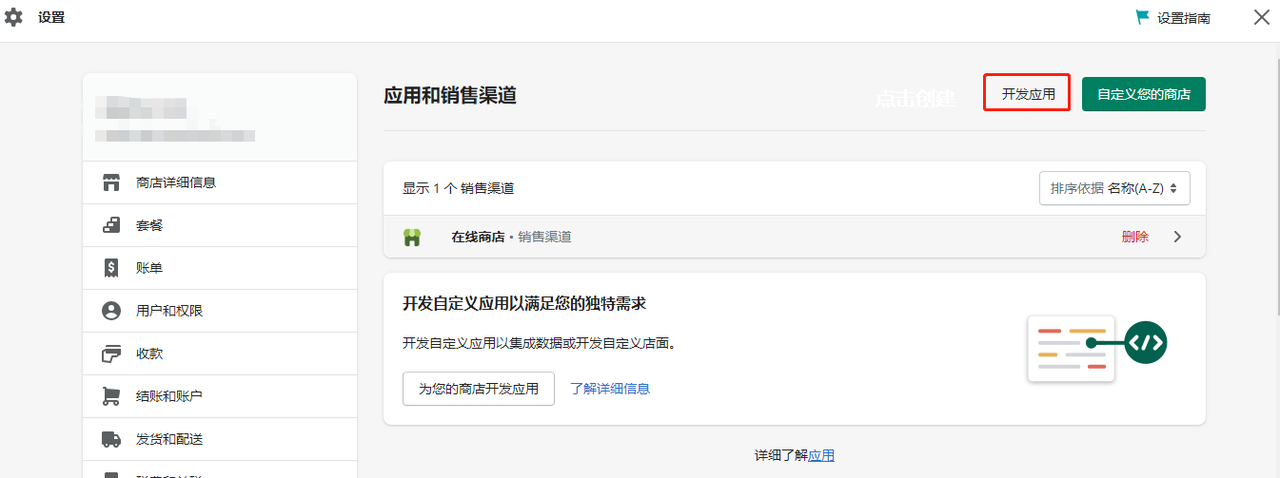 设置
设置指南
应用和销售渠道
点击创建
开发应用
自定义您的商店
商店详细信息
套餐
账单
用户和权限
收款
结账和账户
发货和配送
显示 1 个 销售渠道
排序依据 名称(A-Z)
在线商店 • 销售渠道
删除
开发自定义应用以满足您的独特需求
开发自定义应用以集成数据或开发自定义店面。
为您的商店开发应用
了解详细信息
详细了解应用